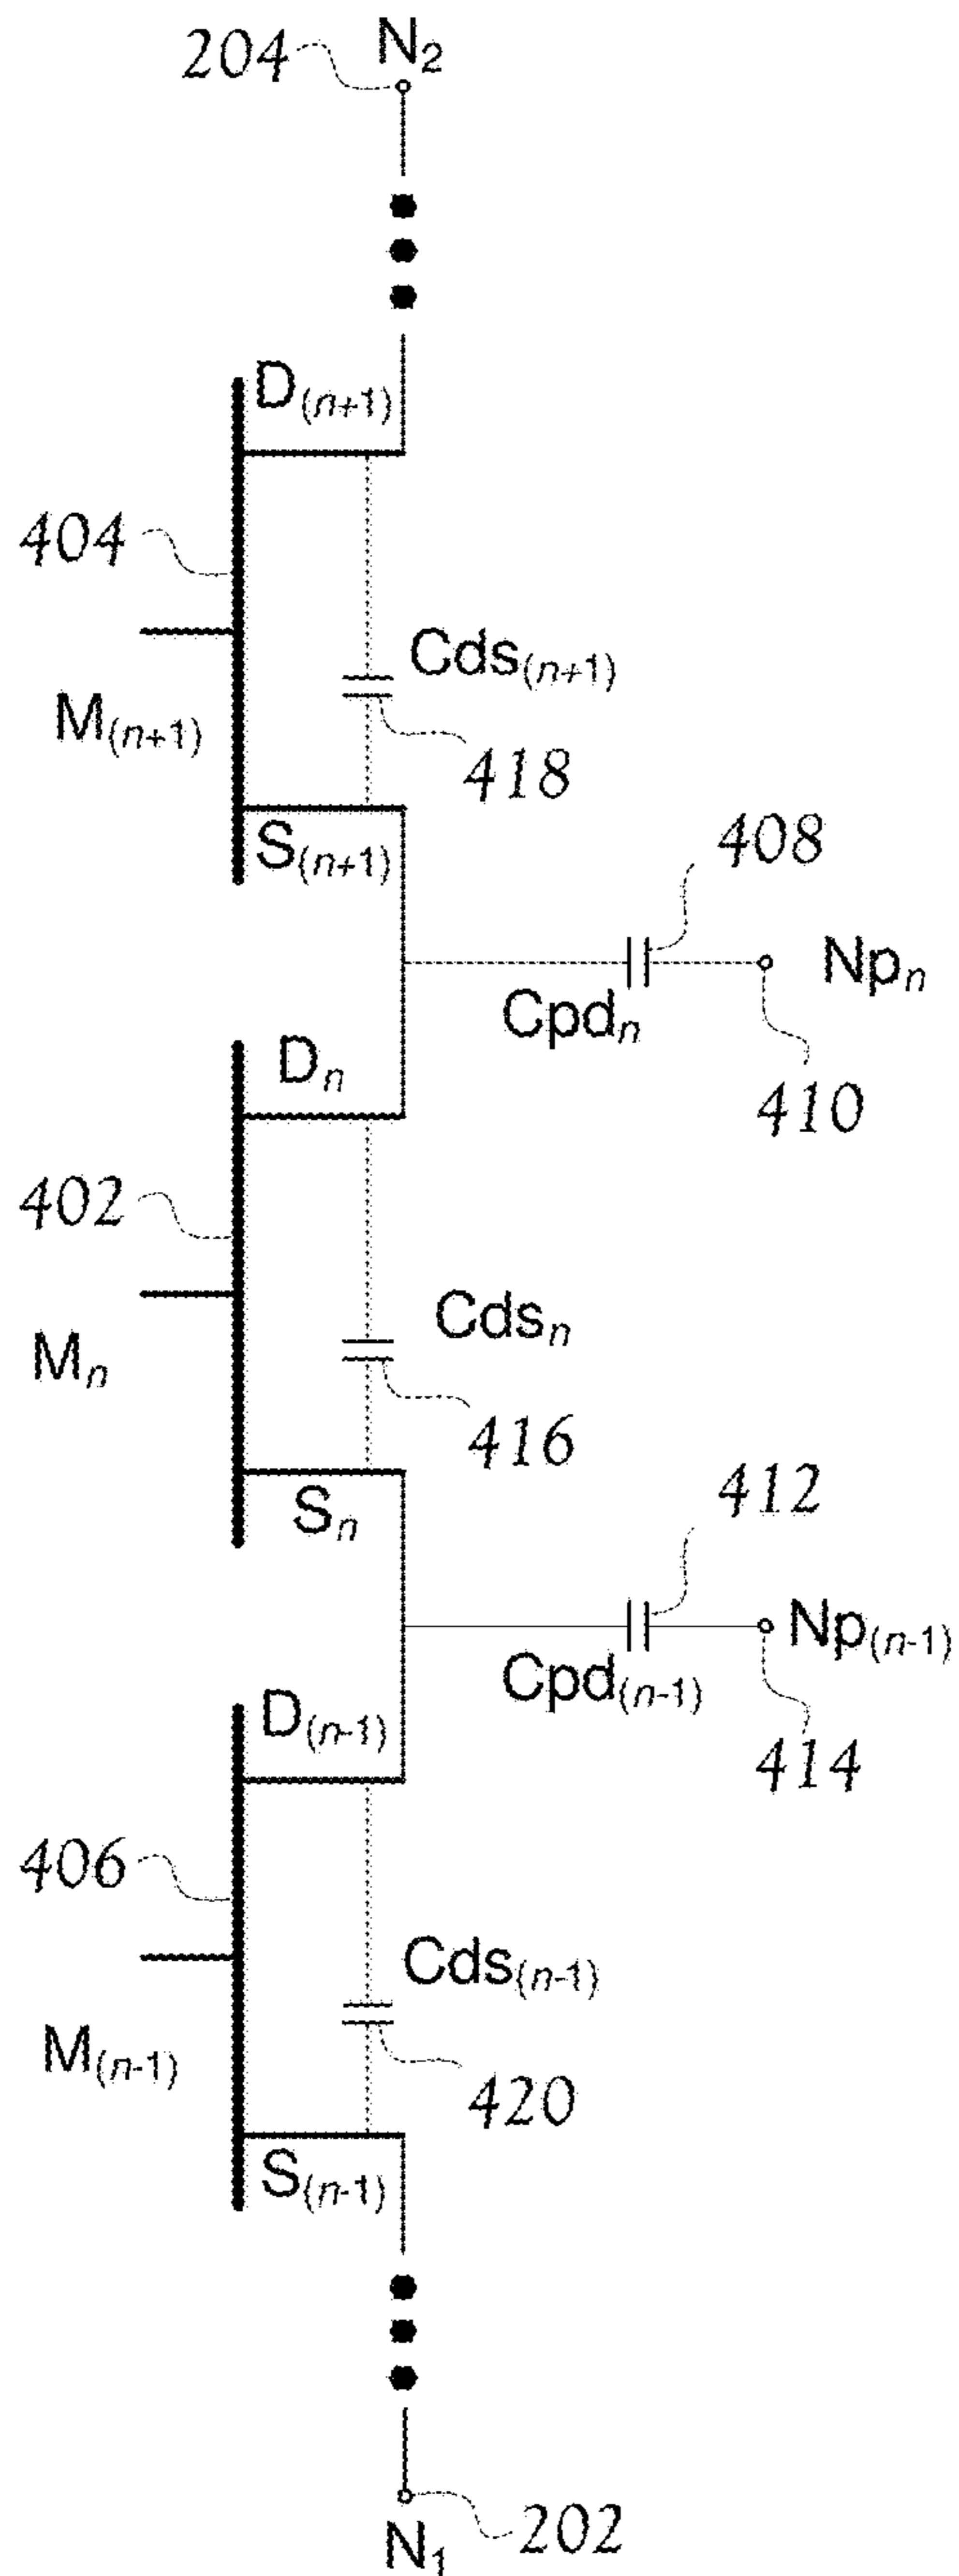 204 N₂
D₍ₙ₊₁₎
404
Cds₍ₙ₊₁₎
M₍ₙ₊₁₎
418
S₍ₙ₊₁₎
408
Npₙ
Cpdₙ
Dₙ
410
402
Cdsₙ
Mₙ
416
412
Sₙ
Np₍ₙ₋₁₎
Cpd₍ₙ₋₁₎
D₍ₙ₋₁₎
414
406
Cds₍ₙ₋₁₎
M₍ₙ₋₁₎
420
S₍ₙ₋₁₎
202
N₁